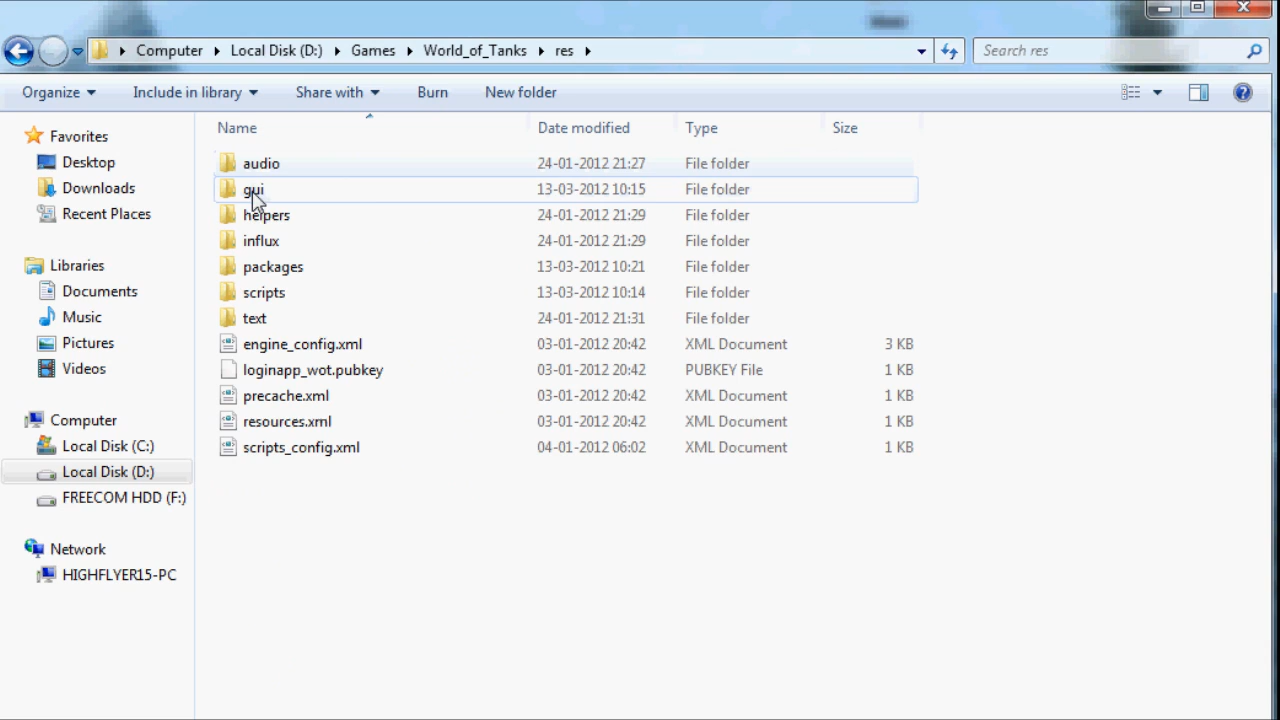 Computer Local Disk (D:) Games World_of_Tanks res
Search res
Organize Include in library Share with Burn New folder
Name Date modified Type Size
Favorites
Desktop
Downloads
Recent Places
Libraries
Documents
Music
Pictures
Videos
Computer
Local Disk (C:)
Local Disk (D:)
FREECOM HDD (F:)
Network
HIGHFLYER15-PC
audio 24-01-2012 21:27 File folder
gui 13-03-2012 10:15 File folder
helpers 24-01-2012 21:29 File folder
influx 24-01-2012 21:29 File folder
packages 13-03-2012 10:21 File folder
scripts 13-03-2012 10:14 File folder
text 24-01-2012 21:31 File folder
engine_config.xml 03-01-2012 20:42 XML Document 3 KB
loginapp_wot.pubkey 03-01-2012 20:42 PUBKEY File 1 KB
precache.xml 03-01-2012 20:42 XML Document 1 KB
resources.xml 03-01-2012 20:42 XML Document 1 KB
scripts_config.xml 04-01-2012 06:02 XML Document 1 KB